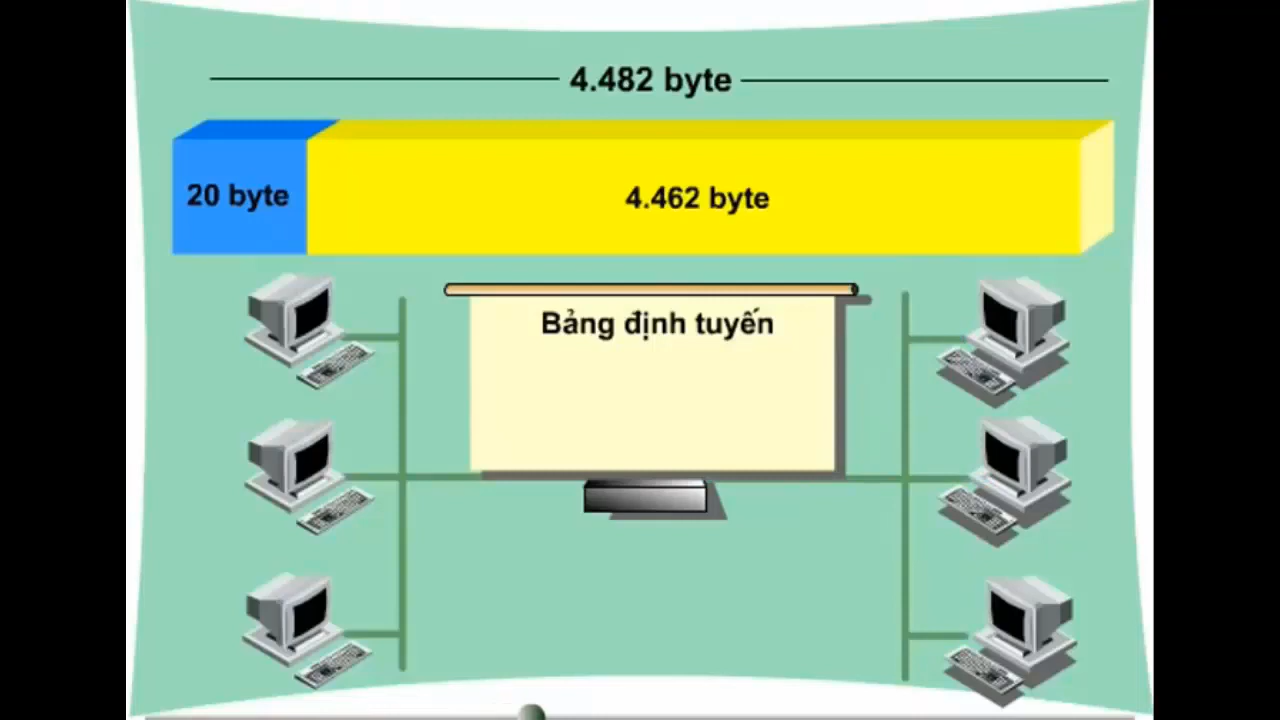 4.482 byte
20 byte
4.462 byte
Bảng định tuyến